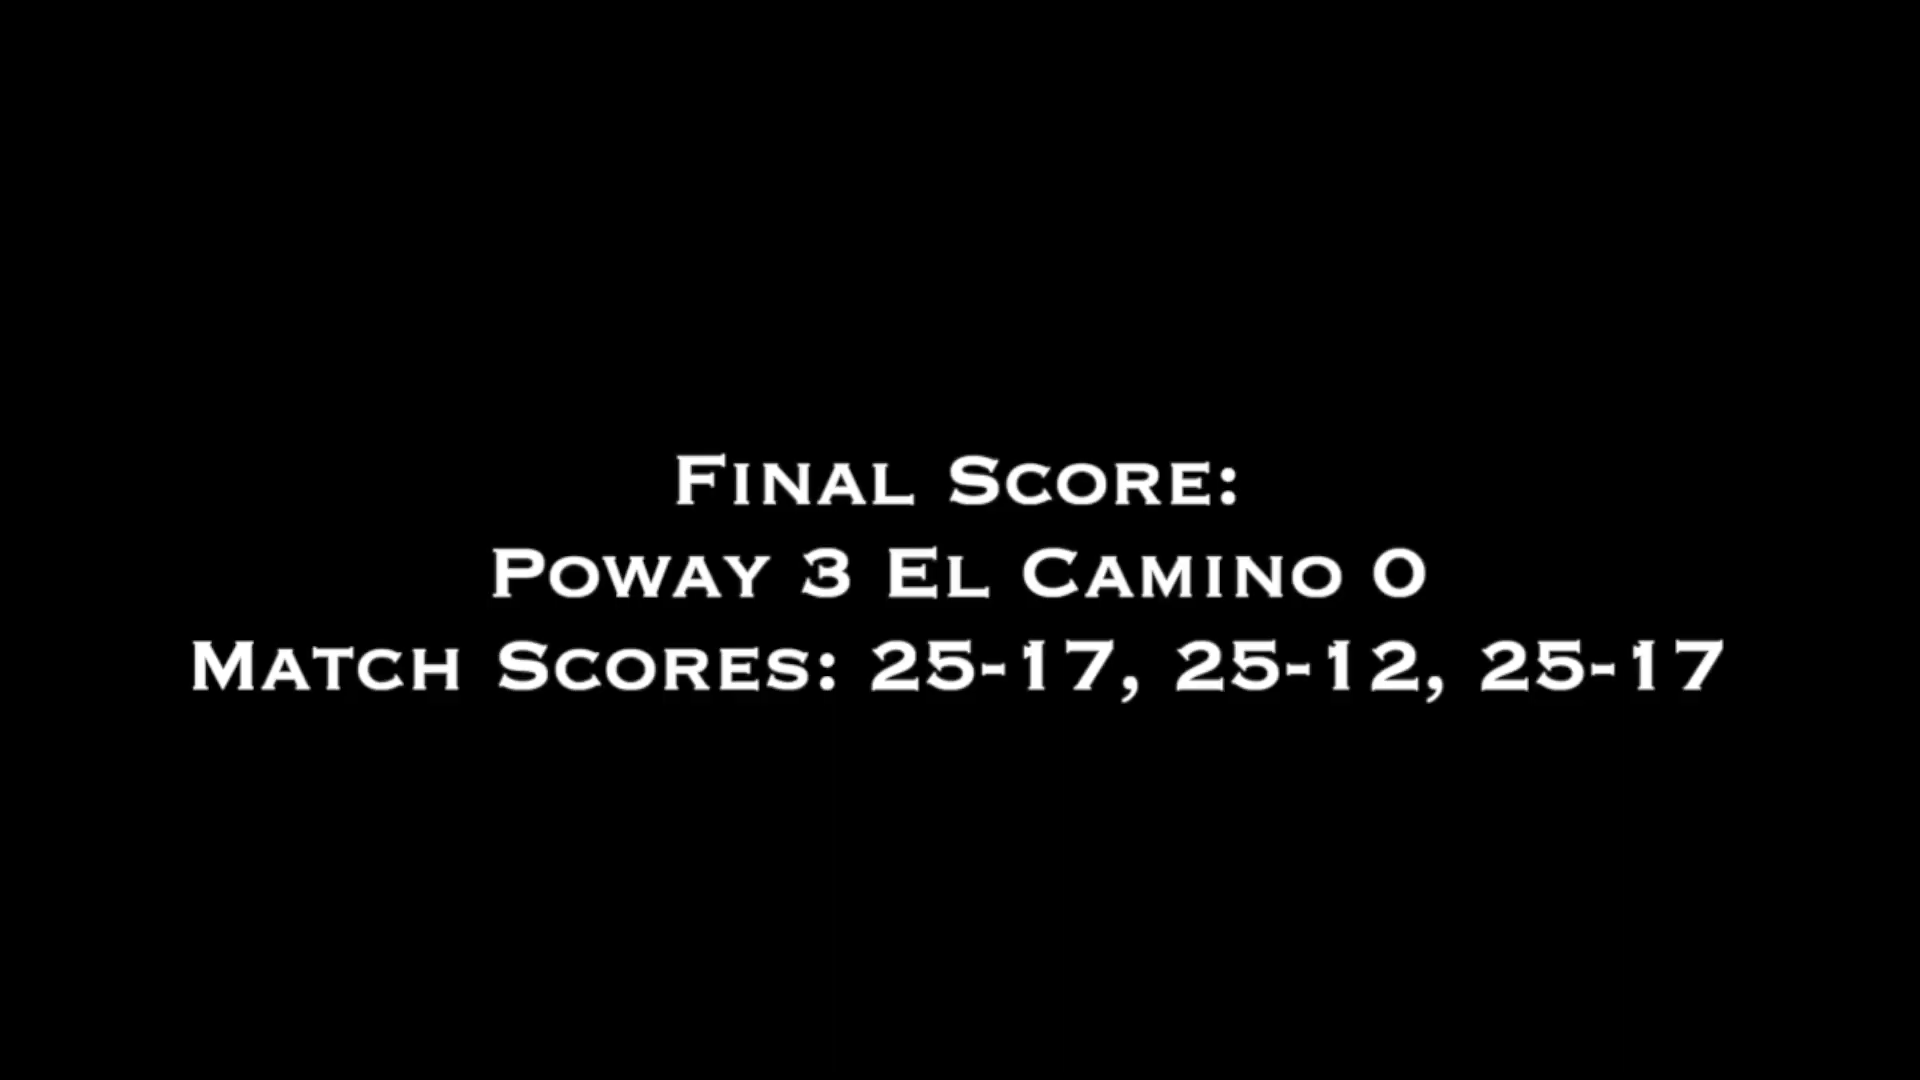 Final Score:
Poway 3 El Camino 0
Match Scores: 25-17, 25-12, 25-17